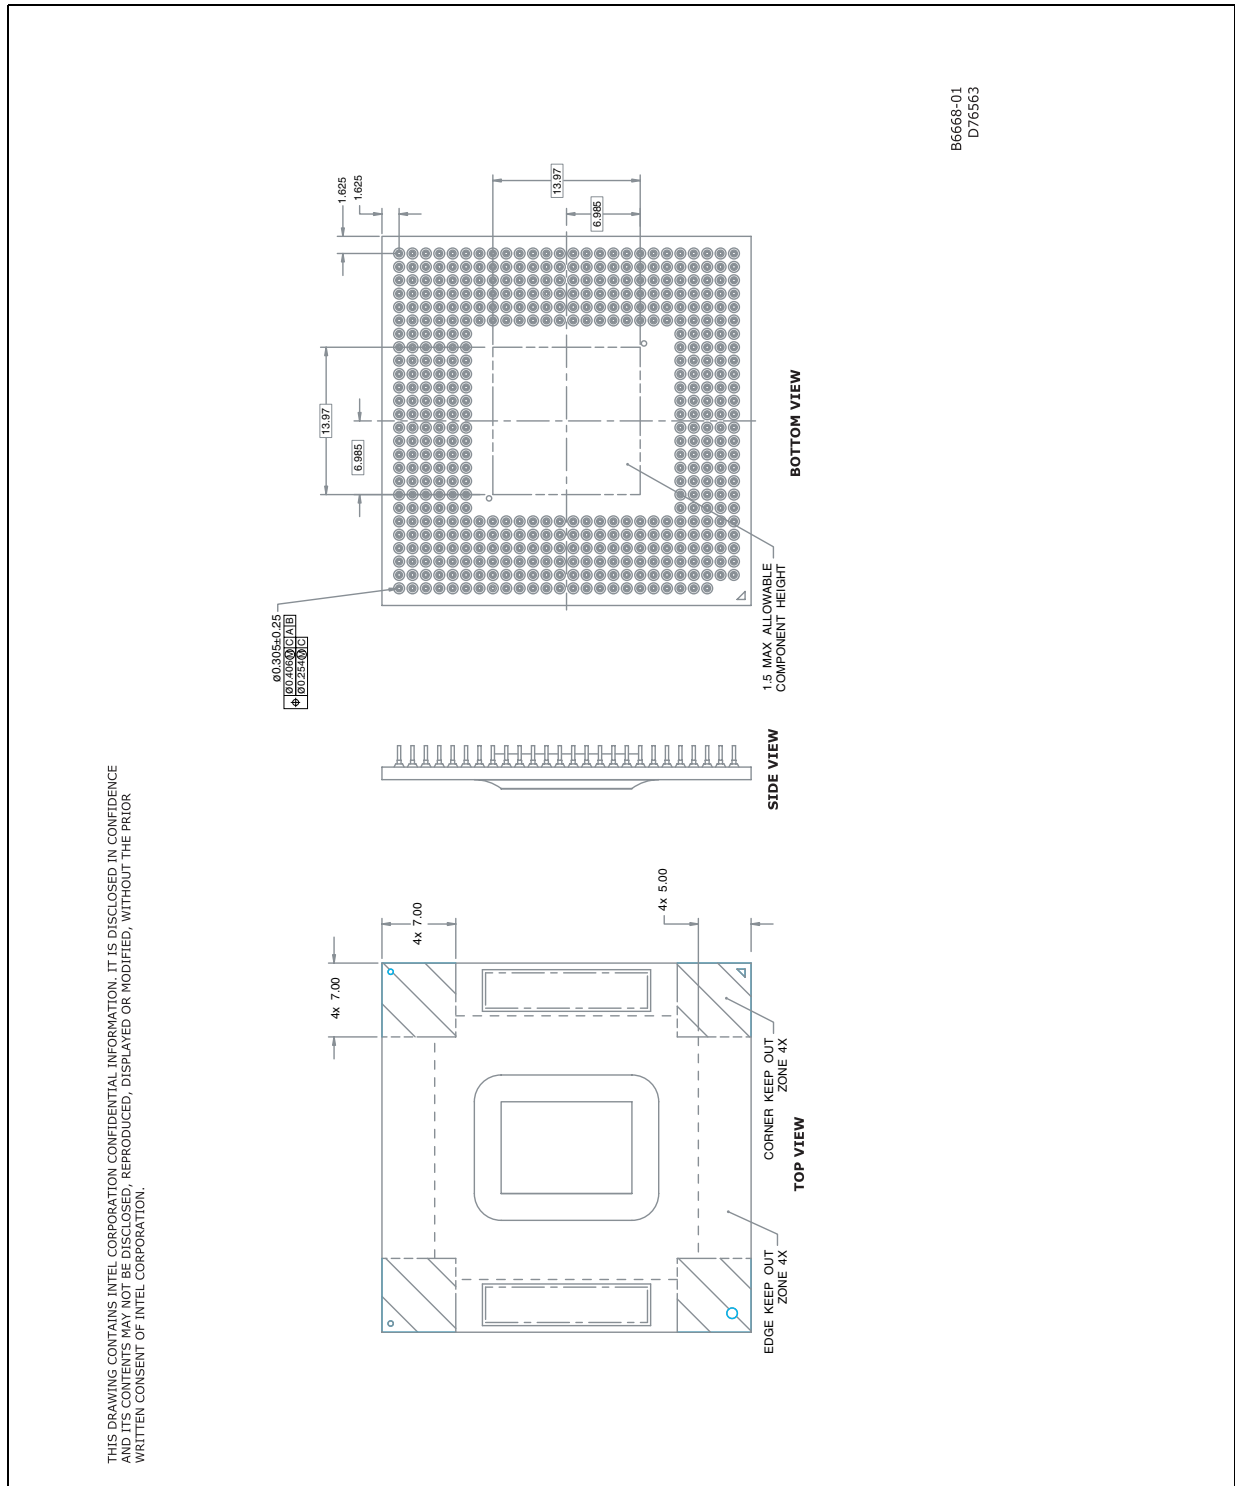 THIS DRAWING CONTAINS INTEL CORPORATION CONFIDENTIAL INFORMATION. IT IS DISCLOSED IN CONFIDENCE
AND ITS CONTENTS MAY NOT BE DISCLOSED, REPRODUCED, DISPLAYED OR MODIFIED, WITHOUT THE PRIOR
WRITTEN CONSENT OF INTEL CORPORATION.
4x 7.00
4x 7.00
4x 5.00
EDGE KEEP OUT
ZONE 4X
CORNER KEEP OUT
ZONE 4X
TOP VIEW
SIDE VIEW
ø0.305±0.25
⌖ Ø0.406Ⓜ C A B
Ø0.254Ⓜ C
13.97
6.985
1.625
1.625
13.97
6.985
1.5 MAX ALLOWABLE
COMPONENT HEIGHT
BOTTOM VIEW
B6668-01
D76563